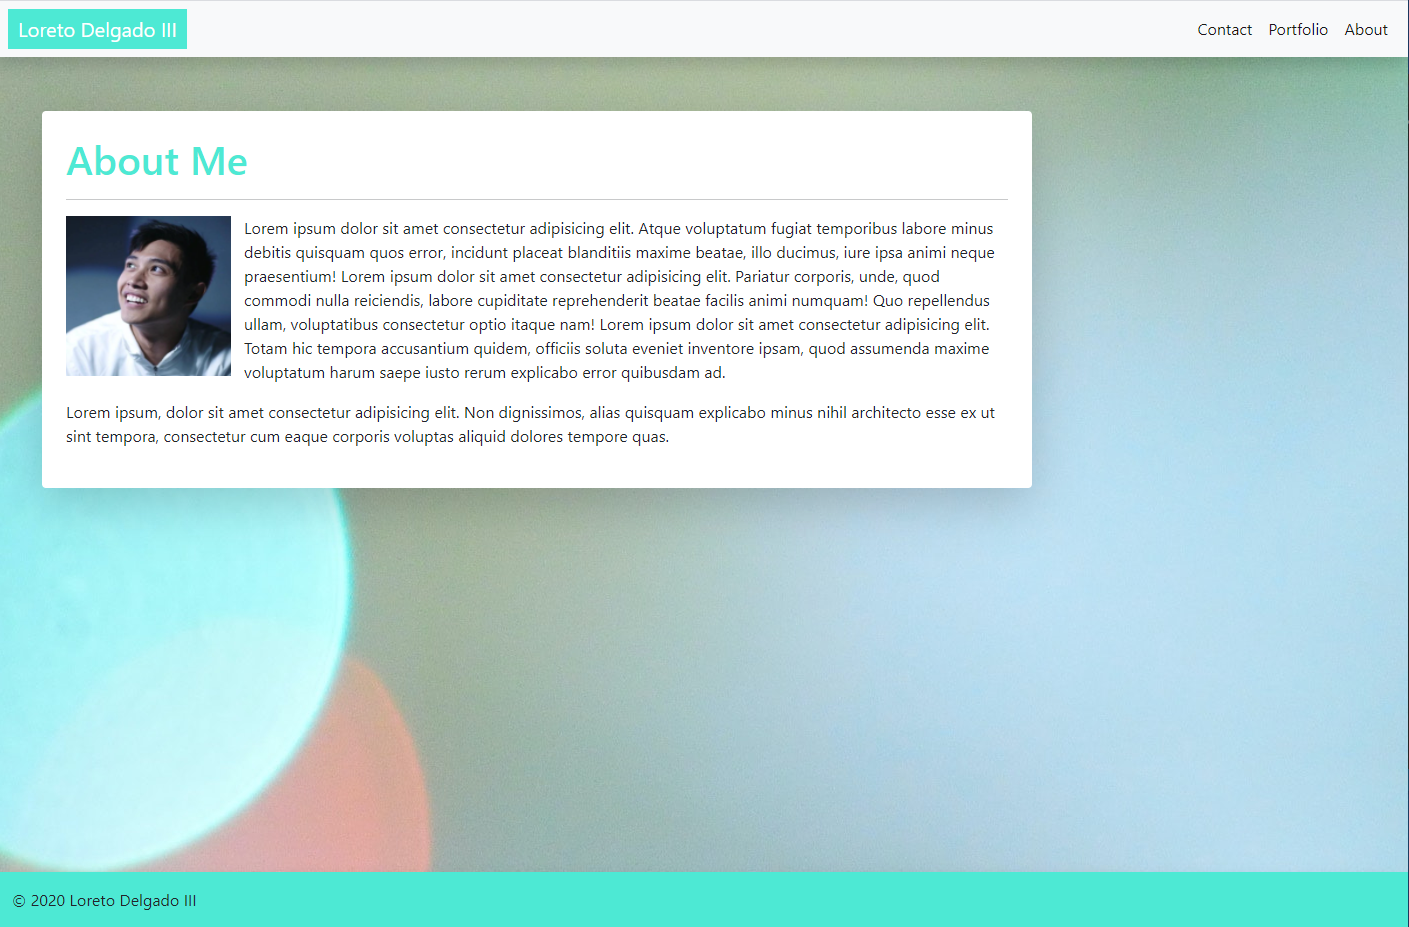 Loreto Delgado III
Contact Portfolio About
About Me
Lorem ipsum dolor sit amet consectetur adipisicing elit. Atque voluptatum fugiat temporibus labore minus
debitis quisquam quos error, incidunt placeat blanditiis maxime beatae, illo ducimus, iure ipsa animi neque
praesentium! Lorem ipsum dolor sit amet consectetur adipisicing elit. Pariatur corporis, unde, quod
commodi nulla reiciendis, labore cupiditate reprehenderit beatae facilis animi numquam! Quo repellendus
ullam, voluptatibus consectetur optio itaque nam! Lorem ipsum dolor sit amet consectetur adipisicing elit.
Totam hic tempora accusantium quidem, officiis soluta eveniet inventore ipsam, quod assumenda maxime
voluptatum harum saepe iusto rerum explicabo error quibusdam ad.
Lorem ipsum, dolor sit amet consectetur adipisicing elit. Non dignissimos, alias quisquam explicabo minus nihil architecto esse ex ut
sint tempora, consectetur cum eaque corporis voluptas aliquid dolores tempore quas.
© 2020 Loreto Delgado III